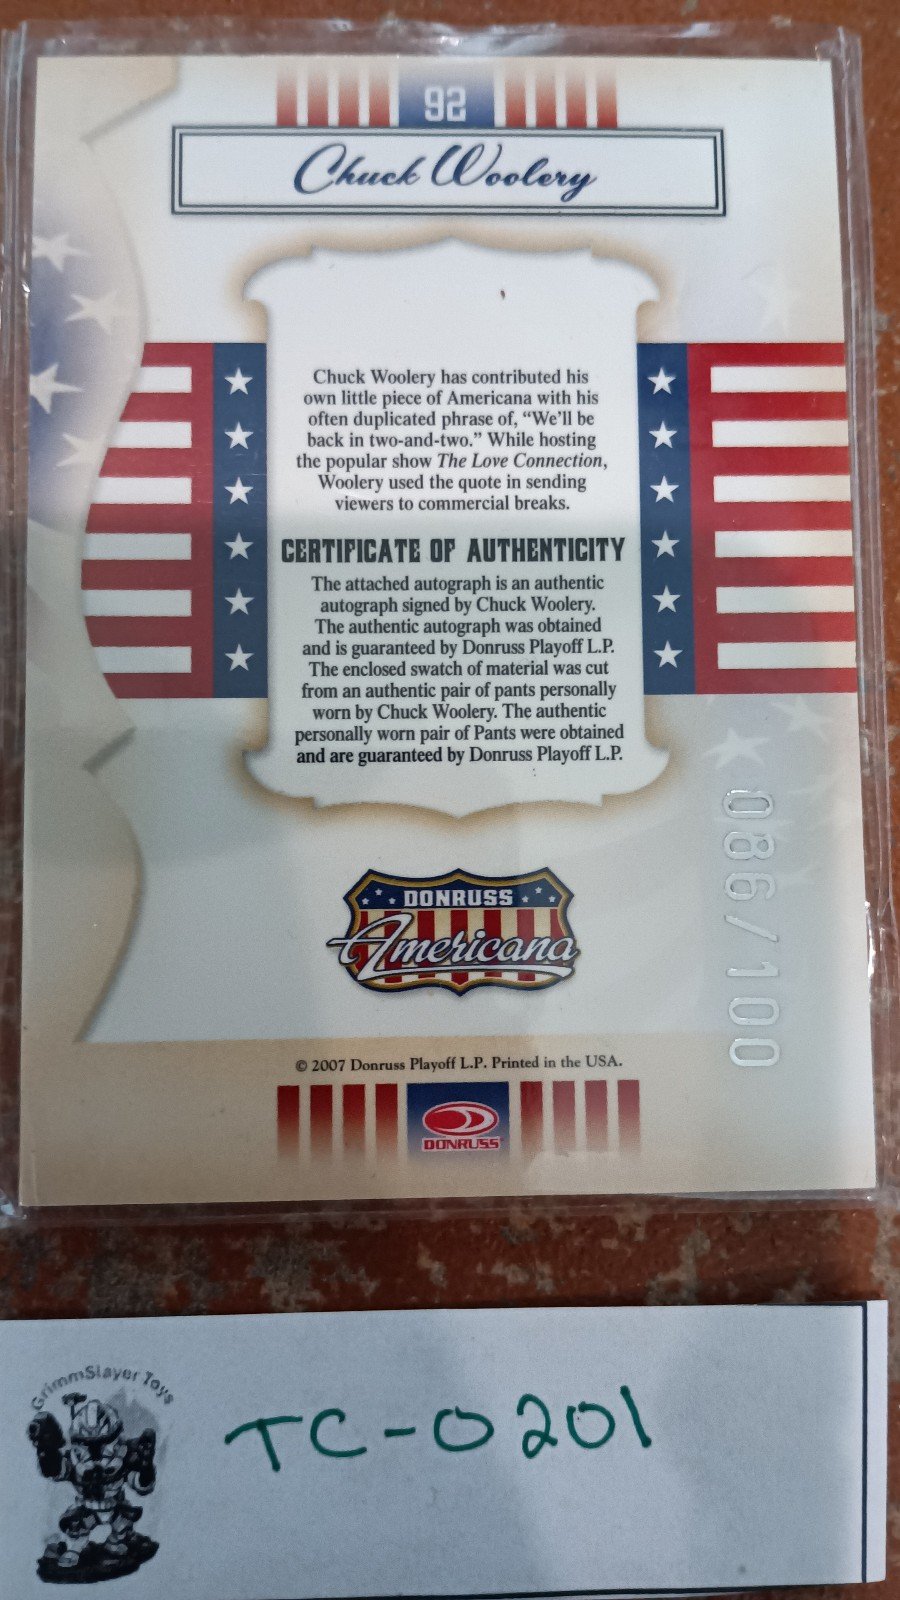 92
Chuck Woolery
Chuck Woolery has contributed his
own little piece of Americana with his
often duplicated phrase of, “We’ll be
back in two-and-two.” While hosting
the popular show The Love Connection,
Woolery used the quote in sending
viewers to commercial breaks.
CERTIFICATE OF AUTHENTICITY
The attached autograph is an authentic
autograph signed by Chuck Woolery.
The authentic autograph was obtained
and is guaranteed by Donruss Playoff L.P.
The enclosed swatch of material was cut
from an authentic pair of pants personally
worn by Chuck Woolery. The authentic
personally worn pair of Pants were obtained
and are guaranteed by Donruss Playoff L.P.
086/100
DONRUSS
Americana
© 2007 Donruss Playoff L.P. Printed in the USA.
DONRUSS
GrimmSlayer Toys
TC-0201